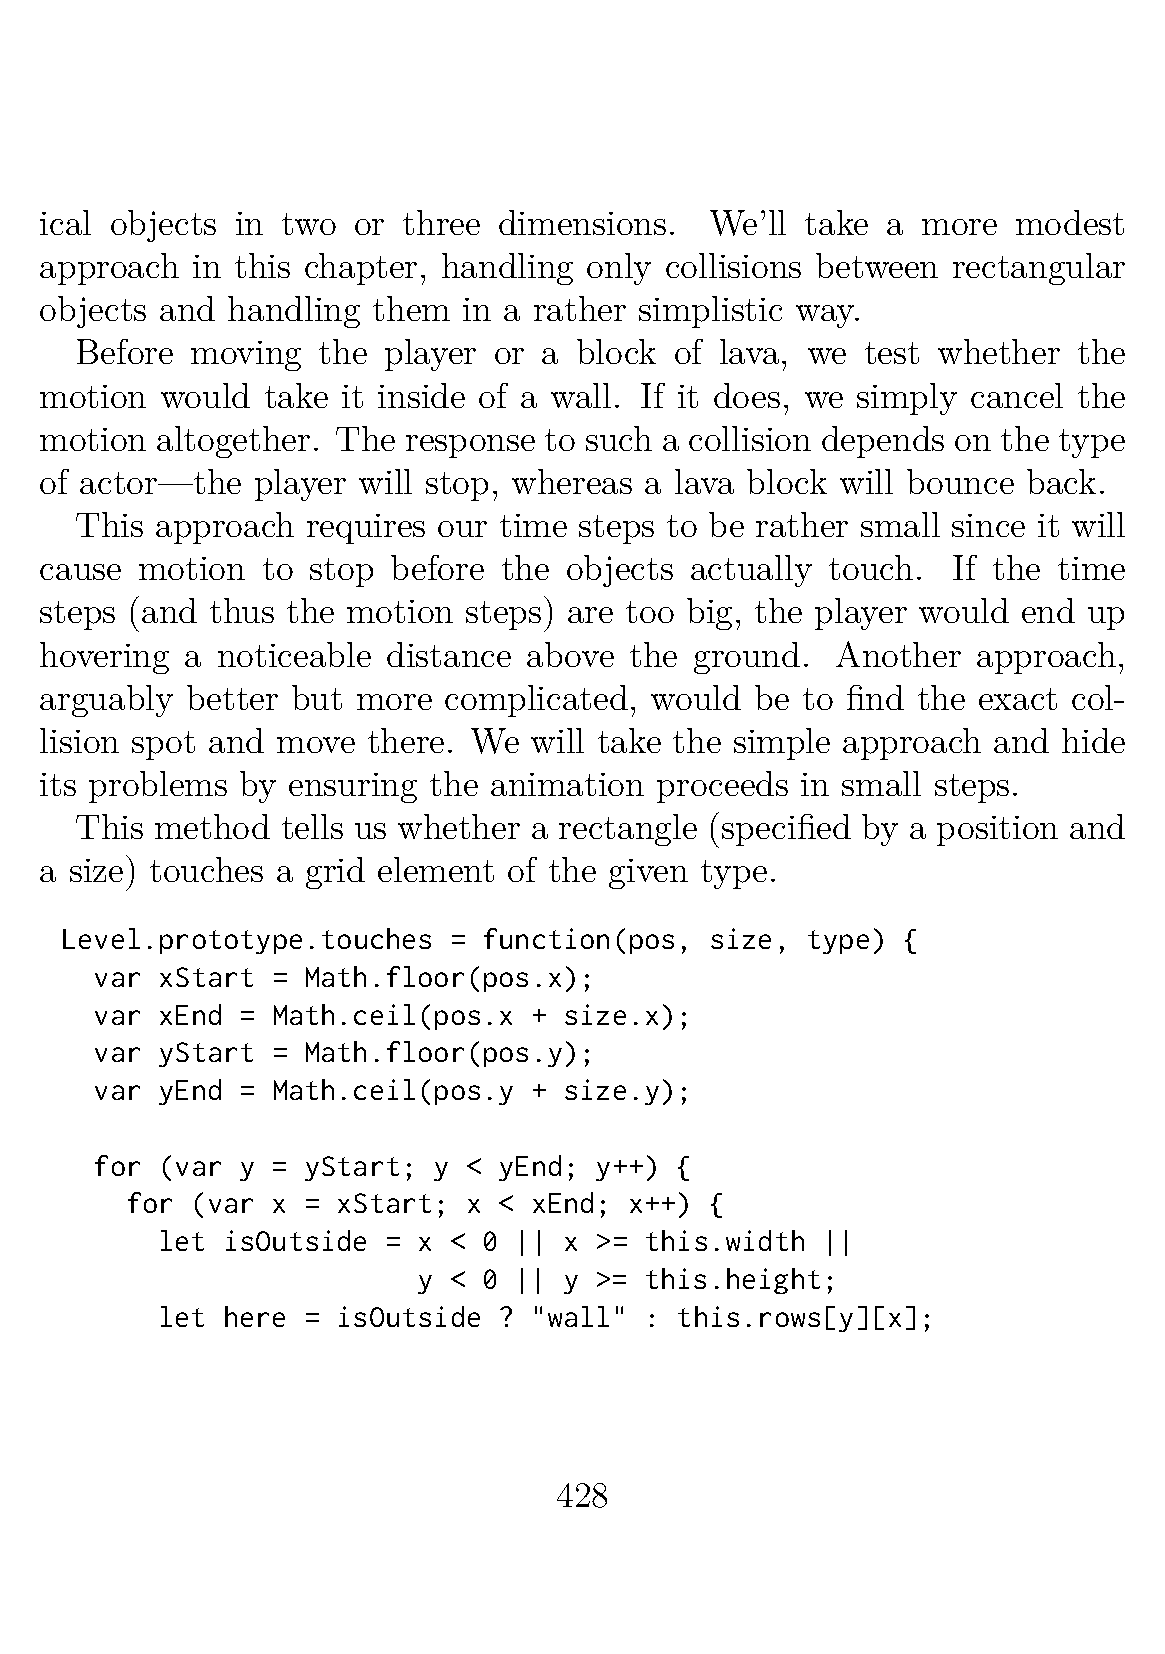 ical objects in two or three dimensions. We'll take a more modest
approach in this chapter, handling only collisions between rectangular
objects and handling them in a rather simplistic way.
Before moving the player or a block of lava, we test whether the
motion would take it inside of a wall. If it does, we simply cancel the
motion altogether. The response to such a collision depends on the type
of actor—the player will stop, whereas a lava block will bounce back.
This approach requires our time steps to be rather small since it will
cause motion to stop before the objects actually touch. If the time
steps (and thus the motion steps) are too big, the player would end up
hovering a noticeable distance above the ground. Another approach,
arguably better but more complicated, would be to find the exact col-
lision spot and move there. We will take the simple approach and hide
its problems by ensuring the animation proceeds in small steps.
This method tells us whether a rectangle (specified by a position and
a size) touches a grid element of the given type.
Level.prototype.touches = function(pos, size, type) {
  var xStart = Math.floor(pos.x);
  var xEnd = Math.ceil(pos.x + size.x);
  var yStart = Math.floor(pos.y);
  var yEnd = Math.ceil(pos.y + size.y);
  for (var y = yStart; y < yEnd; y++) {
    for (var x = xStart; x < xEnd; x++) {
      let isOutside = x < 0 || x >= this.width ||
                      y < 0 || y >= this.height;
      let here = isOutside ? "wall" : this.rows[y][x];
428